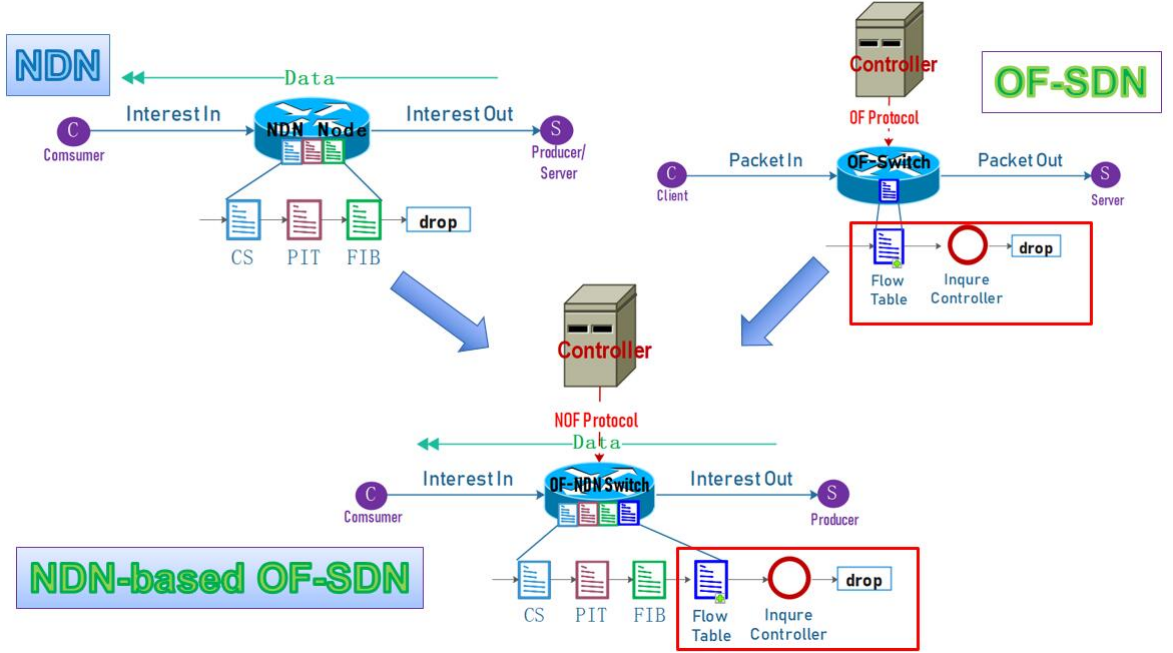 NDN
Data
Interest In
Interest Out
NDN Node
C
Comsumer
S
Producer/
Server
CS
PIT
FIB
drop
Controller
OF-SDN
OF Protocol
Packet In
OF-Switch
Packet Out
C
Client
S
Server
Flow
Table
Inqure
Controller
drop
Controller
NOF Protocol
Data
Interest In
OF-NDN Switch
Interest Out
C
Comsumer
S
Producer
NDN-based OF-SDN
CS
PIT
FIB
Flow
Table
Inqure
Controller
drop